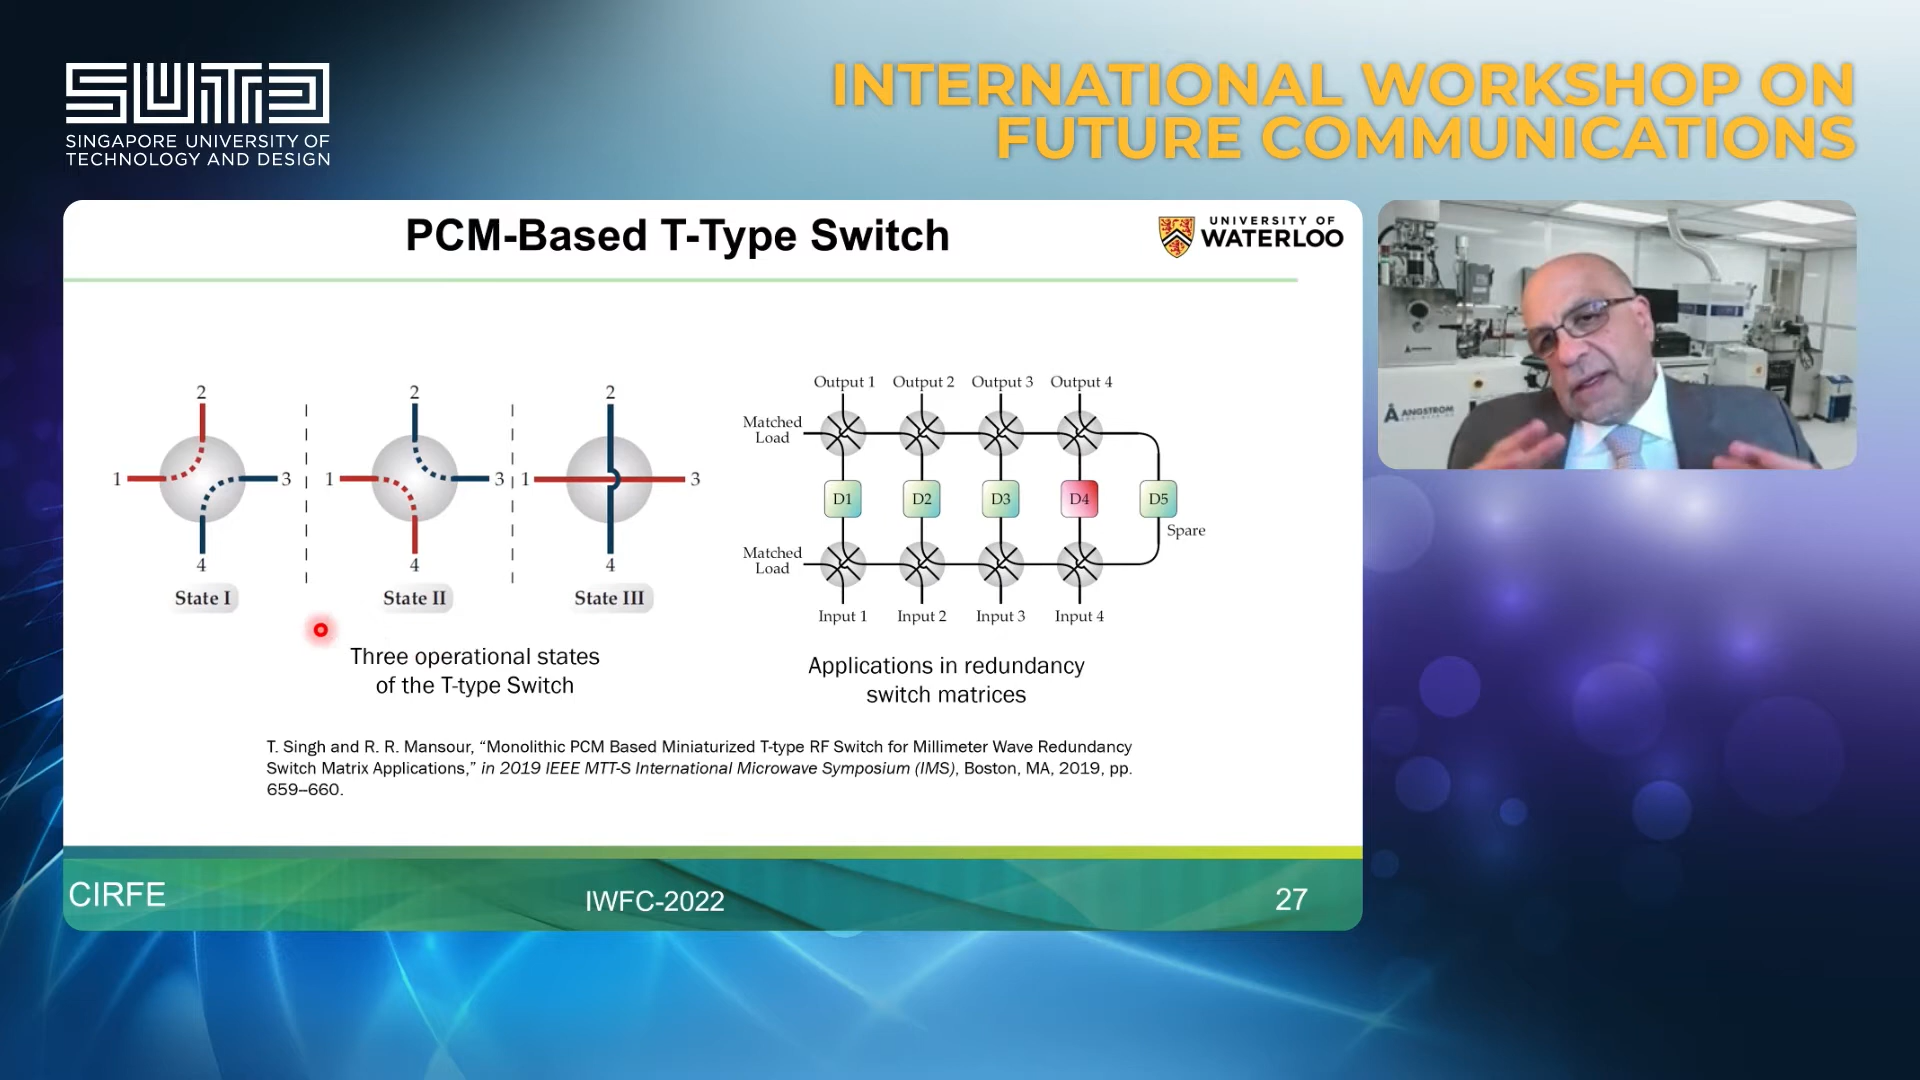 SUTD
SINGAPORE UNIVERSITY OF
TECHNOLOGY AND DESIGN
INTERNATIONAL WORKSHOP ON
FUTURE COMMUNICATIONS
PCM-Based T-Type Switch
UNIVERSITY OF
WATERLOO
2
1
3
4
State I
2
1
3
4
State II
2
1
3
4
State III
Three operational states
of the T-type Switch
Output 1 Output 2 Output 3 Output 4
Matched
Load
D1 D2 D3 D4 D5
Spare
Matched
Load
Input 1 Input 2 Input 3 Input 4
Applications in redundancy
switch matrices
T. Singh and R. R. Mansour, “Monolithic PCM Based Miniaturized T-type RF Switch for Millimeter Wave Redundancy
Switch Matrix Applications,” in 2019 IEEE MTT-S International Microwave Symposium (IMS), Boston, MA, 2019, pp.
659–660.
CIRFE
IWFC-2022
27
ANGSTROM